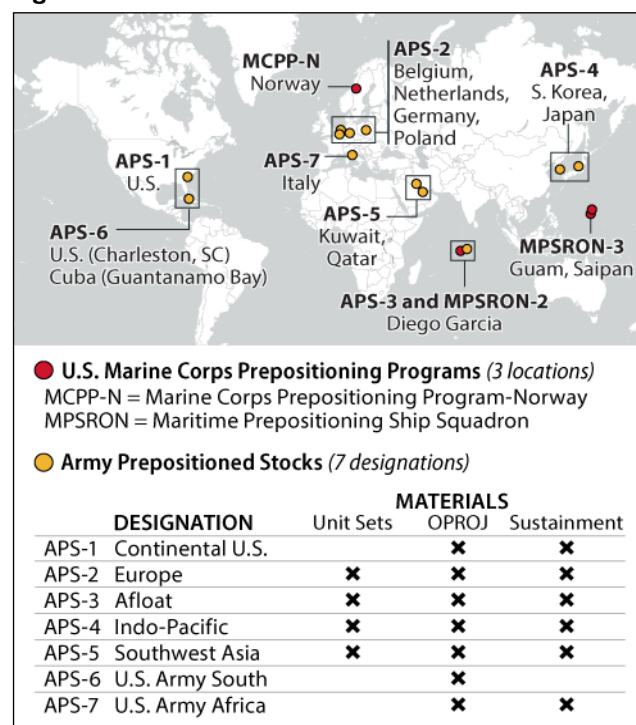 MCPP-N
Norway
APS-2
Belgium,
Netherlands,
Germany,
Poland
APS-4
S. Korea,
Japan
APS-1
U.S.
APS-7
Italy
APS-6
U.S. (Charleston, SC)
Cuba (Guantanamo Bay)
APS-5
Kuwait,
Qatar
MPSRON-3
Guam, Saipan
APS-3 and MPSRON-2
Diego Garcia
U.S. Marine Corps Prepositioning Programs (3 locations)
MCPP-N = Marine Corps Prepositioning Program-Norway
MPSRON = Maritime Prepositioning Ship Squadron
Army Prepositioned Stocks (7 designations)
MATERIALS
DESIGNATION Unit Sets OPROJ Sustainment
APS-1 Continental U.S. ✖ ✖
APS-2 Europe ✖ ✖ ✖
APS-3 Afloat ✖ ✖ ✖
APS-4 Indo-Pacific ✖ ✖ ✖
APS-5 Southwest Asia ✖ ✖ ✖
APS-6 U.S. Army South ✖
APS-7 U.S. Army Africa ✖ ✖